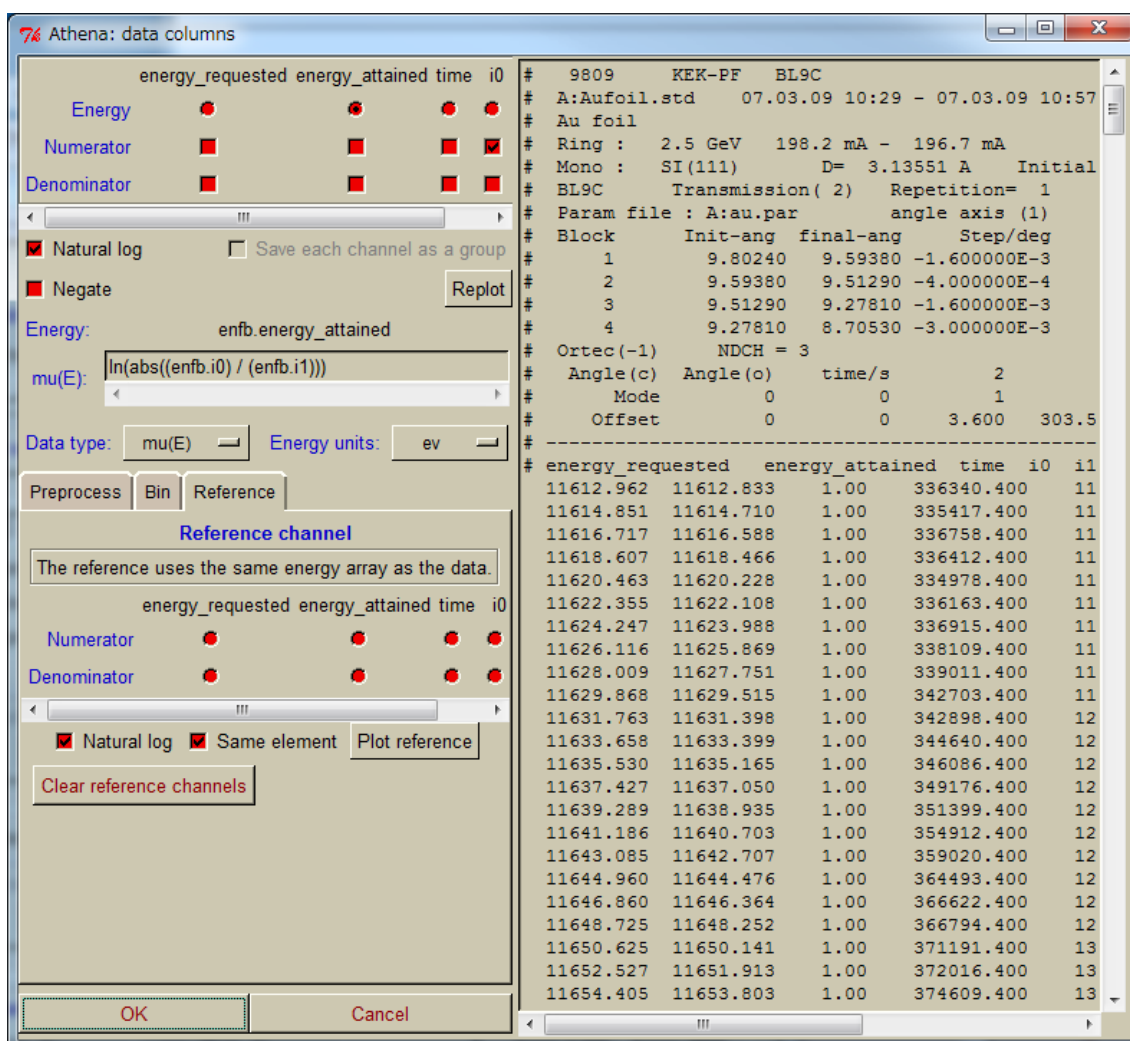 Athena: data columns
energy_requested energy_attained time i0
Energy
Numerator
Denominator
Natural log
Save each channel as a group
Negate
Replot
Energy: enfb.energy_attained
mu(E): ln(abs((enfb.i0) / (enfb.i1)))
Data type: mu(E) Energy units: ev
Preprocess Bin Reference
Reference channel
The reference uses the same energy array as the data.
energy_requested energy_attained time i0
Numerator
Denominator
Natural log Same element Plot reference
Clear reference channels
OK Cancel
# 9809 KEK-PF BL9C
# A:Aufoil.std 07.03.09 10:29 - 07.03.09 10:57
# Au foil
# Ring : 2.5 GeV 198.2 mA - 196.7 mA
# Mono : SI(111) D= 3.13551 A Initial
# BL9C Transmission( 2) Repetition= 1
# Param file : A:au.par angle axis (1)
# Block Init-ang final-ang Step/deg
# 1 9.80240 9.59380 -1.600000E-3
# 2 9.59380 9.51290 -4.000000E-4
# 3 9.51290 9.27810 -1.600000E-3
# 4 9.27810 8.70530 -3.000000E-3
# Ortec(-1) NDCH = 3
# Angle(c) Angle(o) time/s 2
# Mode 0 0 1
# Offset 0 0 3.600 303.5
# ------------------------------------------------
# energy_requested energy_attained time i0 i1
11612.962 11612.833 1.00 336340.400 11
11614.851 11614.710 1.00 335417.400 11
11616.717 11616.588 1.00 336758.400 11
11618.607 11618.466 1.00 336412.400 11
11620.463 11620.228 1.00 334978.400 11
11622.355 11622.108 1.00 336163.400 11
11624.247 11623.988 1.00 336915.400 11
11626.116 11625.869 1.00 338109.400 11
11628.009 11627.751 1.00 339011.400 11
11629.868 11629.515 1.00 342703.400 11
11631.763 11631.398 1.00 342898.400 12
11633.658 11633.399 1.00 344640.400 12
11635.530 11635.165 1.00 346086.400 12
11637.427 11637.050 1.00 349176.400 12
11639.289 11638.935 1.00 351399.400 12
11641.186 11640.703 1.00 354912.400 12
11643.085 11642.707 1.00 359020.400 12
11644.960 11644.476 1.00 364493.400 12
11646.860 11646.364 1.00 366622.400 12
11648.725 11648.252 1.00 366794.400 12
11650.625 11650.141 1.00 371191.400 13
11652.527 11651.913 1.00 372016.400 13
11654.405 11653.803 1.00 374609.400 13